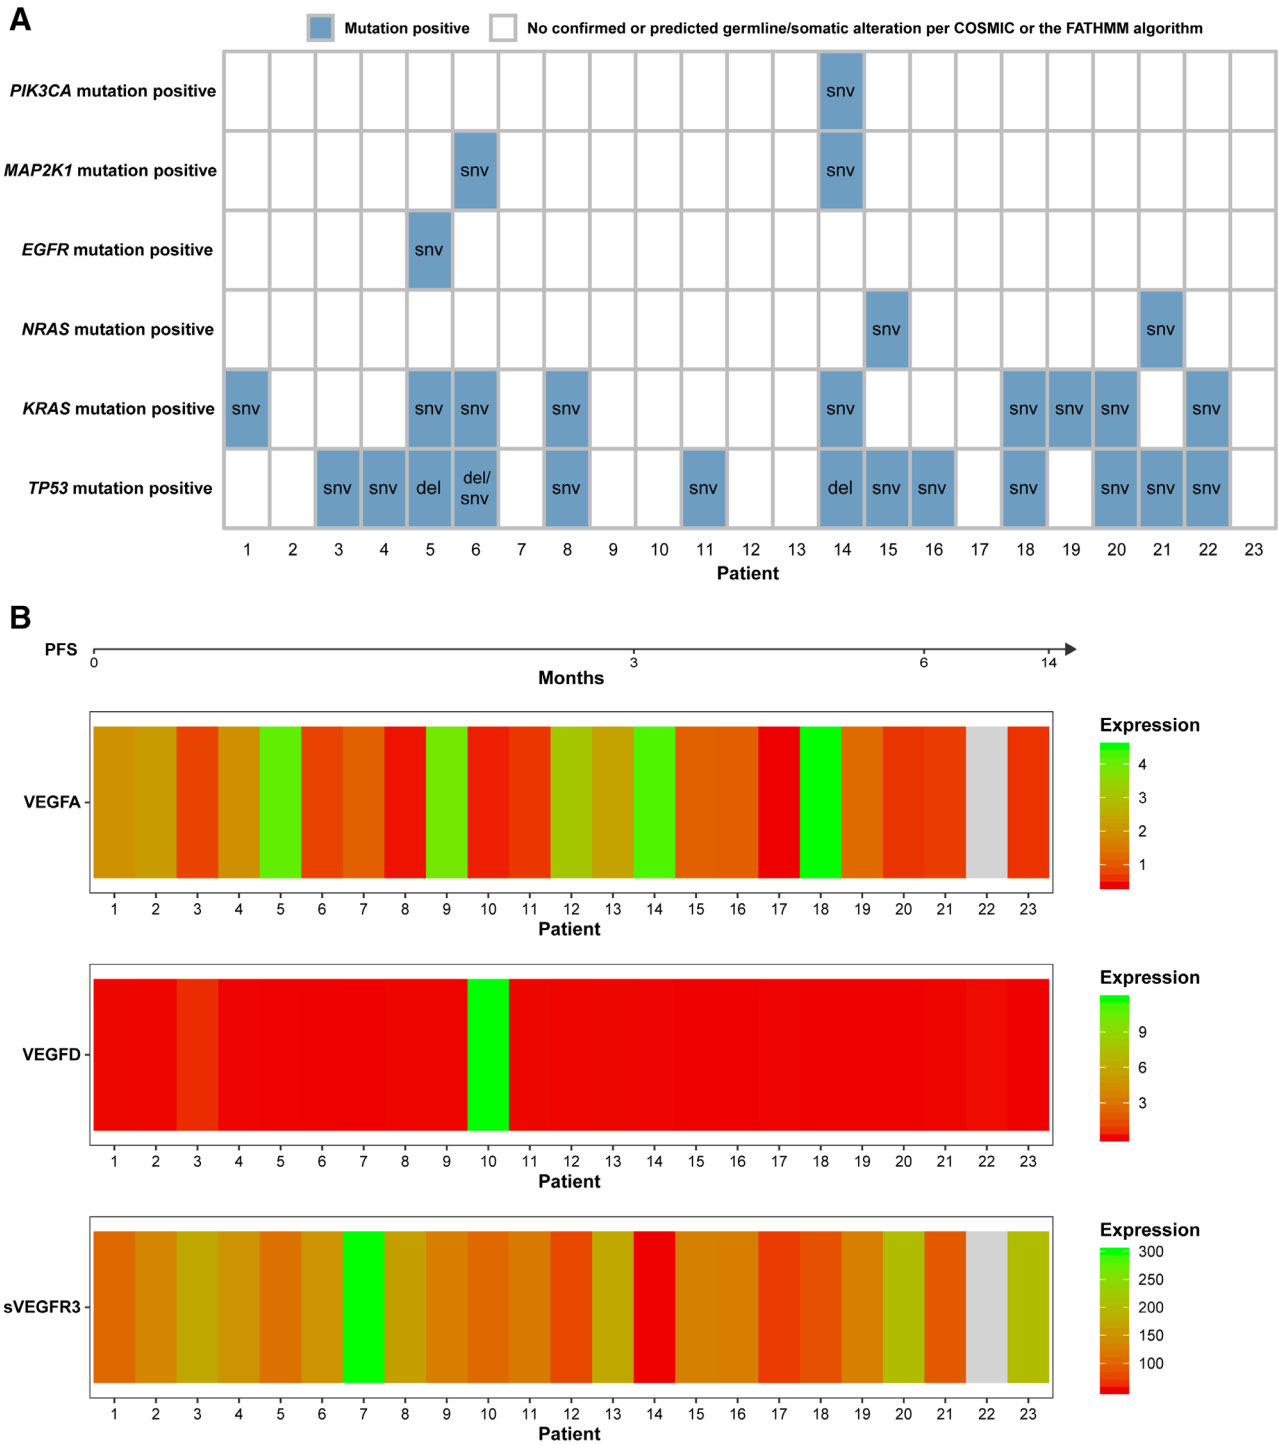 A
Mutation positive No confirmed or predicted germline/somatic alteration per COSMIC or the FATHMM algorithm
PIK3CA mutation positive snv
MAP2K1 mutation positive snv snv
EGFR mutation positive snv
NRAS mutation positive snv snv
KRAS mutation positive snv snv snv snv snv snv snv snv snv
TP53 mutation positive snv snv del del/ snv snv snv del snv snv snv snv snv snv
1 2 3 4 5 6 7 8 9 10 11 12 13 14 15 16 17 18 19 20 21 22 23
Patient
B
PFS
0 3 6 14
Months
Expression
VEGFA
4
3
2
1
1 2 3 4 5 6 7 8 9 10 11 12 13 14 15 16 17 18 19 20 21 22 23
Patient
Expression
VEGFD
9
6
3
1 2 3 4 5 6 7 8 9 10 11 12 13 14 15 16 17 18 19 20 21 22 23
Patient
Expression
sVEGFR3
300
250
200
150
100
1 2 3 4 5 6 7 8 9 10 11 12 13 14 15 16 17 18 19 20 21 22 23
Patient